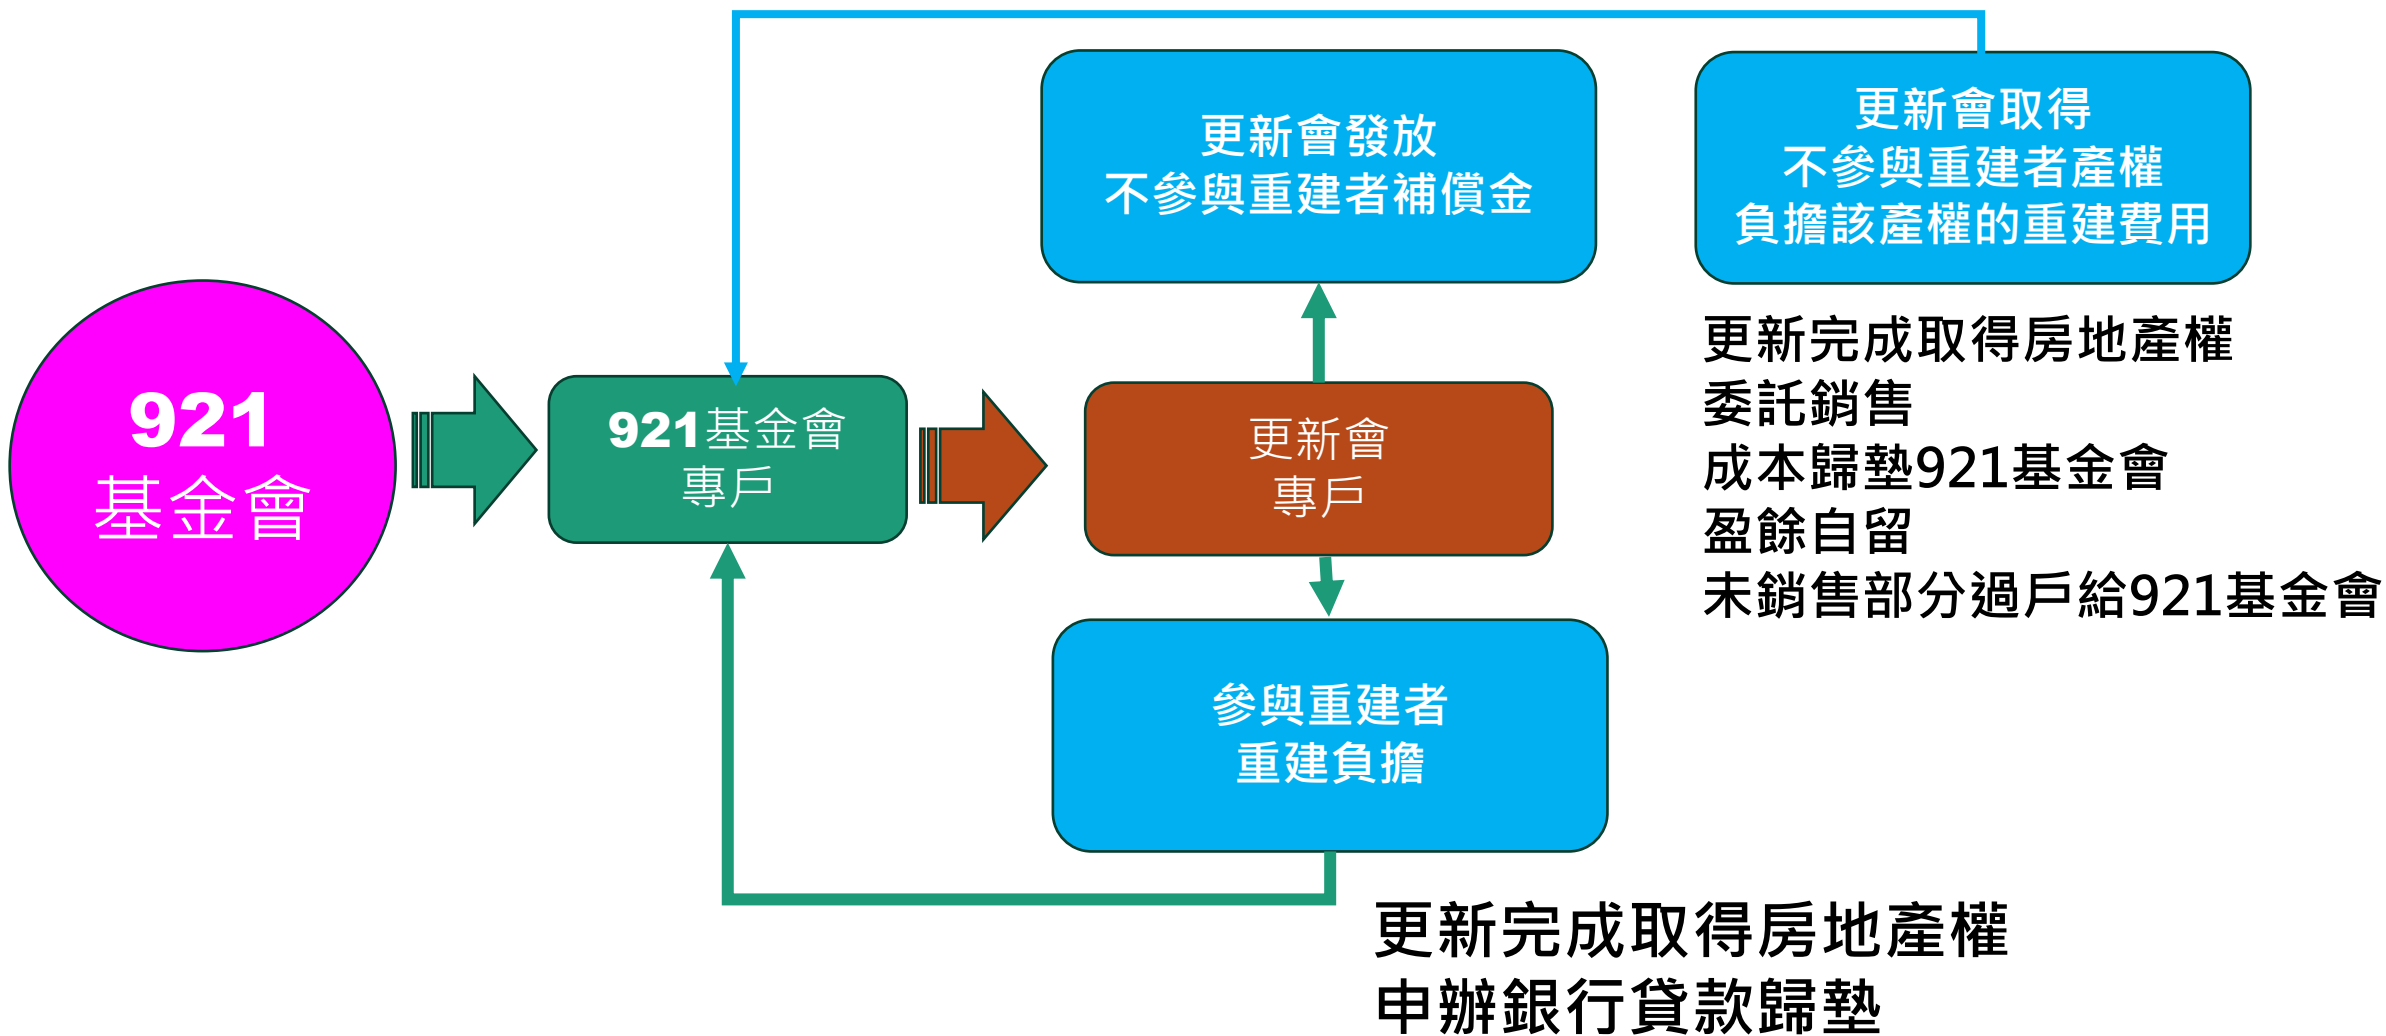 921
基金會
921基金會
專戶
更新會
專戶
更新會發放
不參與重建者補償金
更新會取得
不參與重建者產權
負擔該產權的重建費用
更新完成取得房地產權
委託銷售
成本歸墊921基金會
盈餘自留
未銷售部分過戶給921基金會
參與重建者
重建負擔
更新完成取得房地產權
申辦銀行貸款歸墊